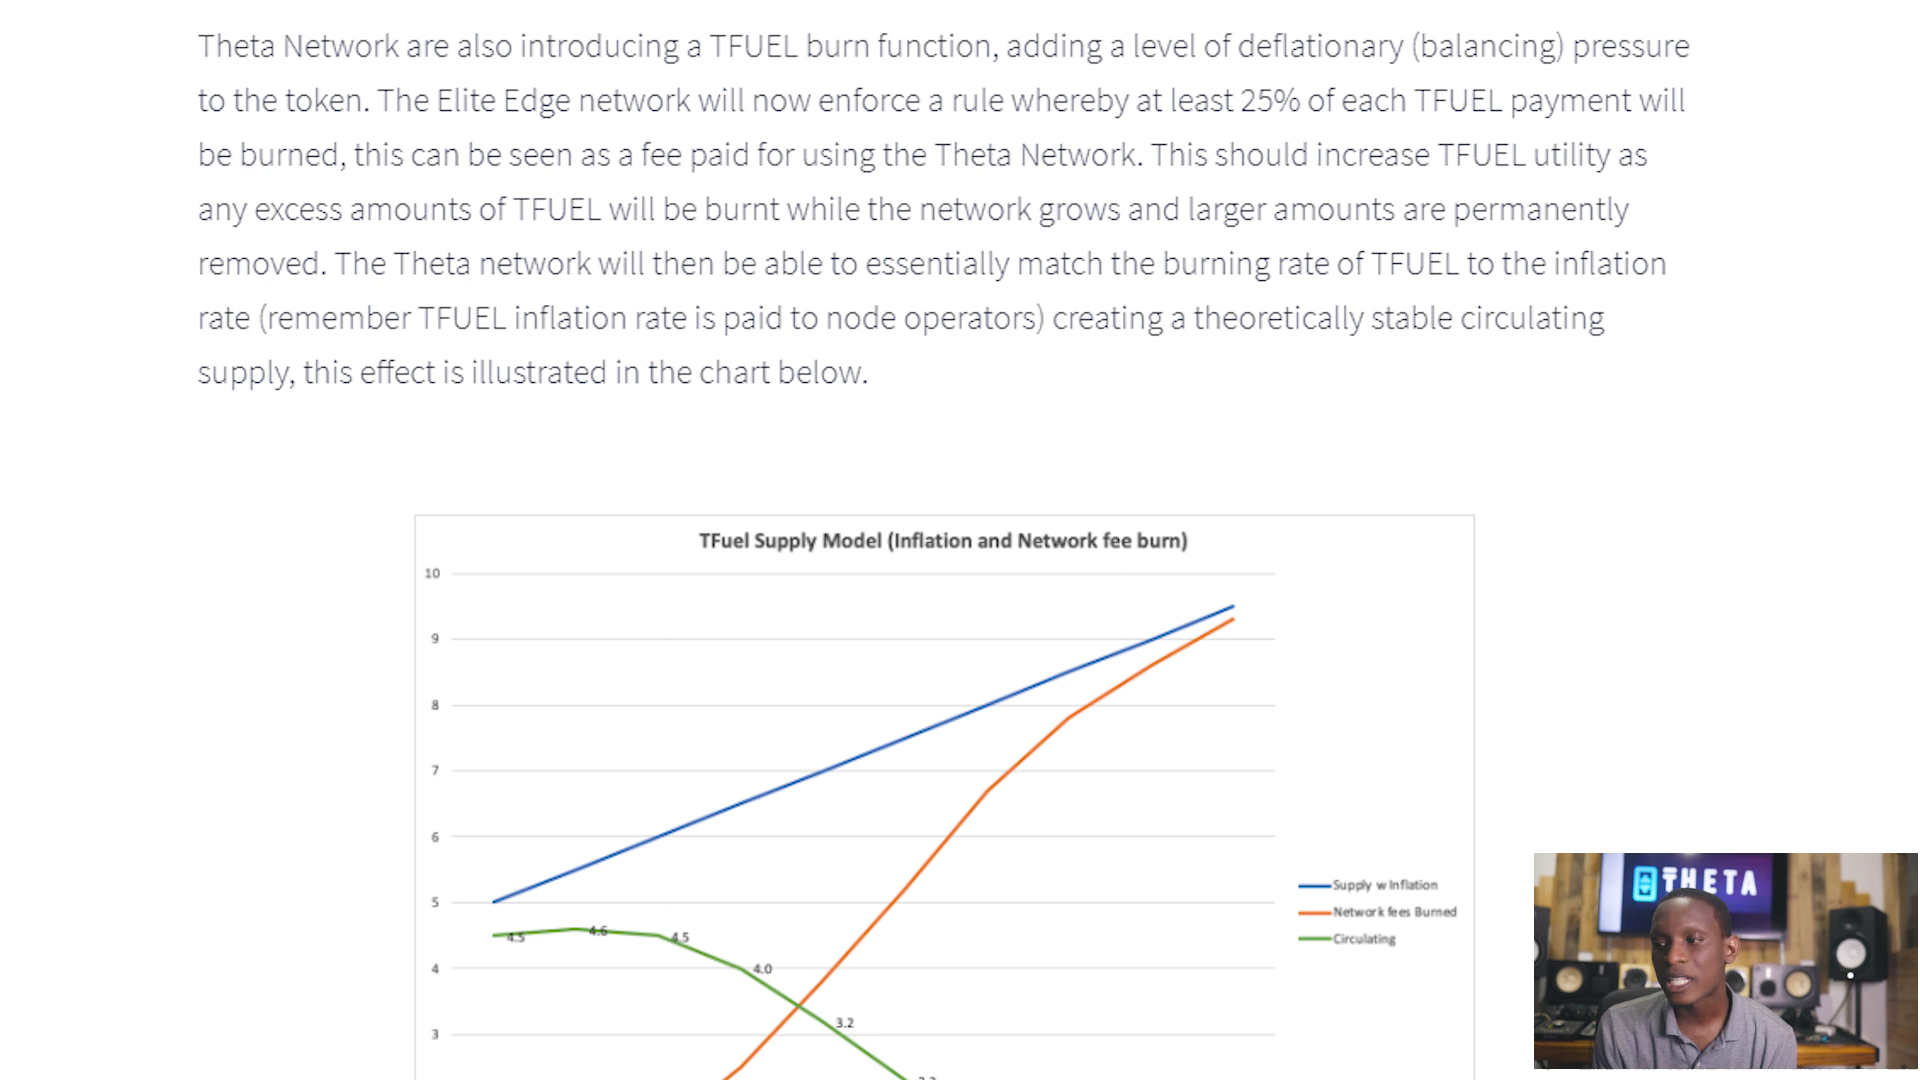 Theta Network are also introducing a TFUEL burn function, adding a level of deflationary (balancing) pressure
to the token. The Elite Edge network will now enforce a rule whereby at least 25% of each TFUEL payment will
be burned, this can be seen as a fee paid for using the Theta Network. This should increase TFUEL utility as
any excess amounts of TFUEL will be burnt while the network grows and larger amounts are permanently
removed. The Theta network will then be able to essentially match the burning rate of TFUEL to the inflation
rate (remember TFUEL inflation rate is paid to node operators) creating a theoretically stable circulating
supply, this effect is illustrated in the chart below.
TFuel Supply Model (Inflation and Network fee burn)
10
9
8
7
6
5
4
3
4.5
4.6
4.5
4.0
3.2
Supply w Inflation
Network fees Burned
Circulating
THETA